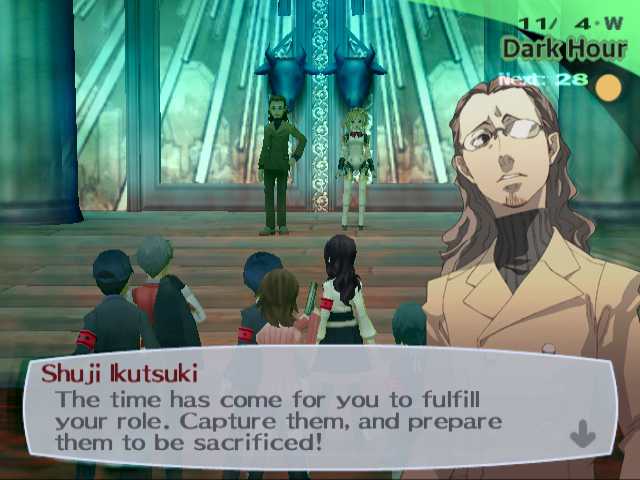 11/ 4・W
Dark Hour
Next: 28
Shuji Ikutsuki
The time has come for you to fulfill
your role. Capture them, and prepare
them to be sacrificed!